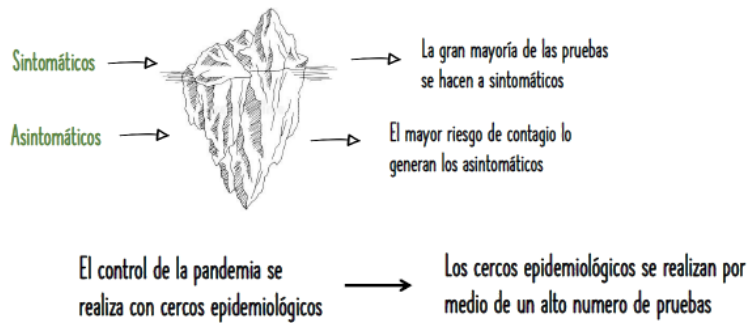 Sintomáticos
La gran mayoría de las pruebas
se hacen a sintomáticos
Asintomáticos
El mayor riesgo de contagio lo
generan los asintomáticos
El control de la pandemia se
realiza con cercos epidemiológicos
Los cercos epidemiológicos se realizan por
medio de un alto numero de pruebas